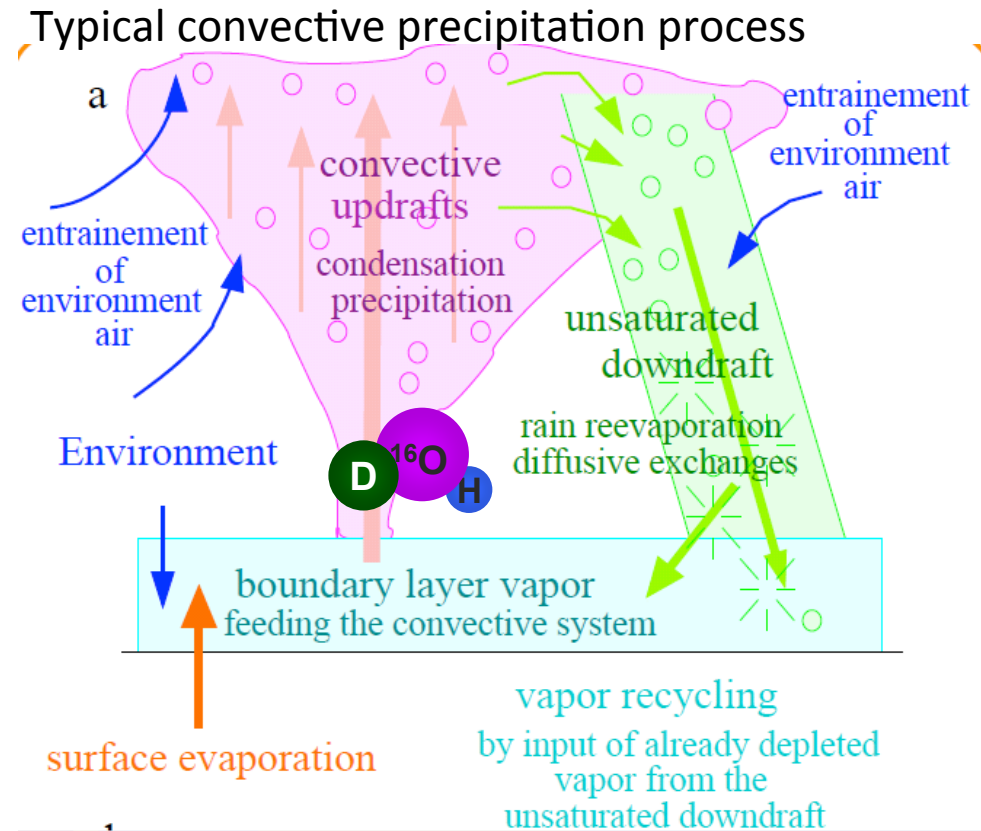 Typical convective precipitation process
a
entrainement
of
environment
air
convective
updrafts
condensation
precipitation
entrainement
of
environment
air
unsaturated
downdraft
rain reevaporation
diffusive exchanges
Environment
D
16O
H
boundary layer vapor
feeding the convective system
surface evaporation
vapor recycling
by input of already depleted
vapor from the
unsaturated downdraft